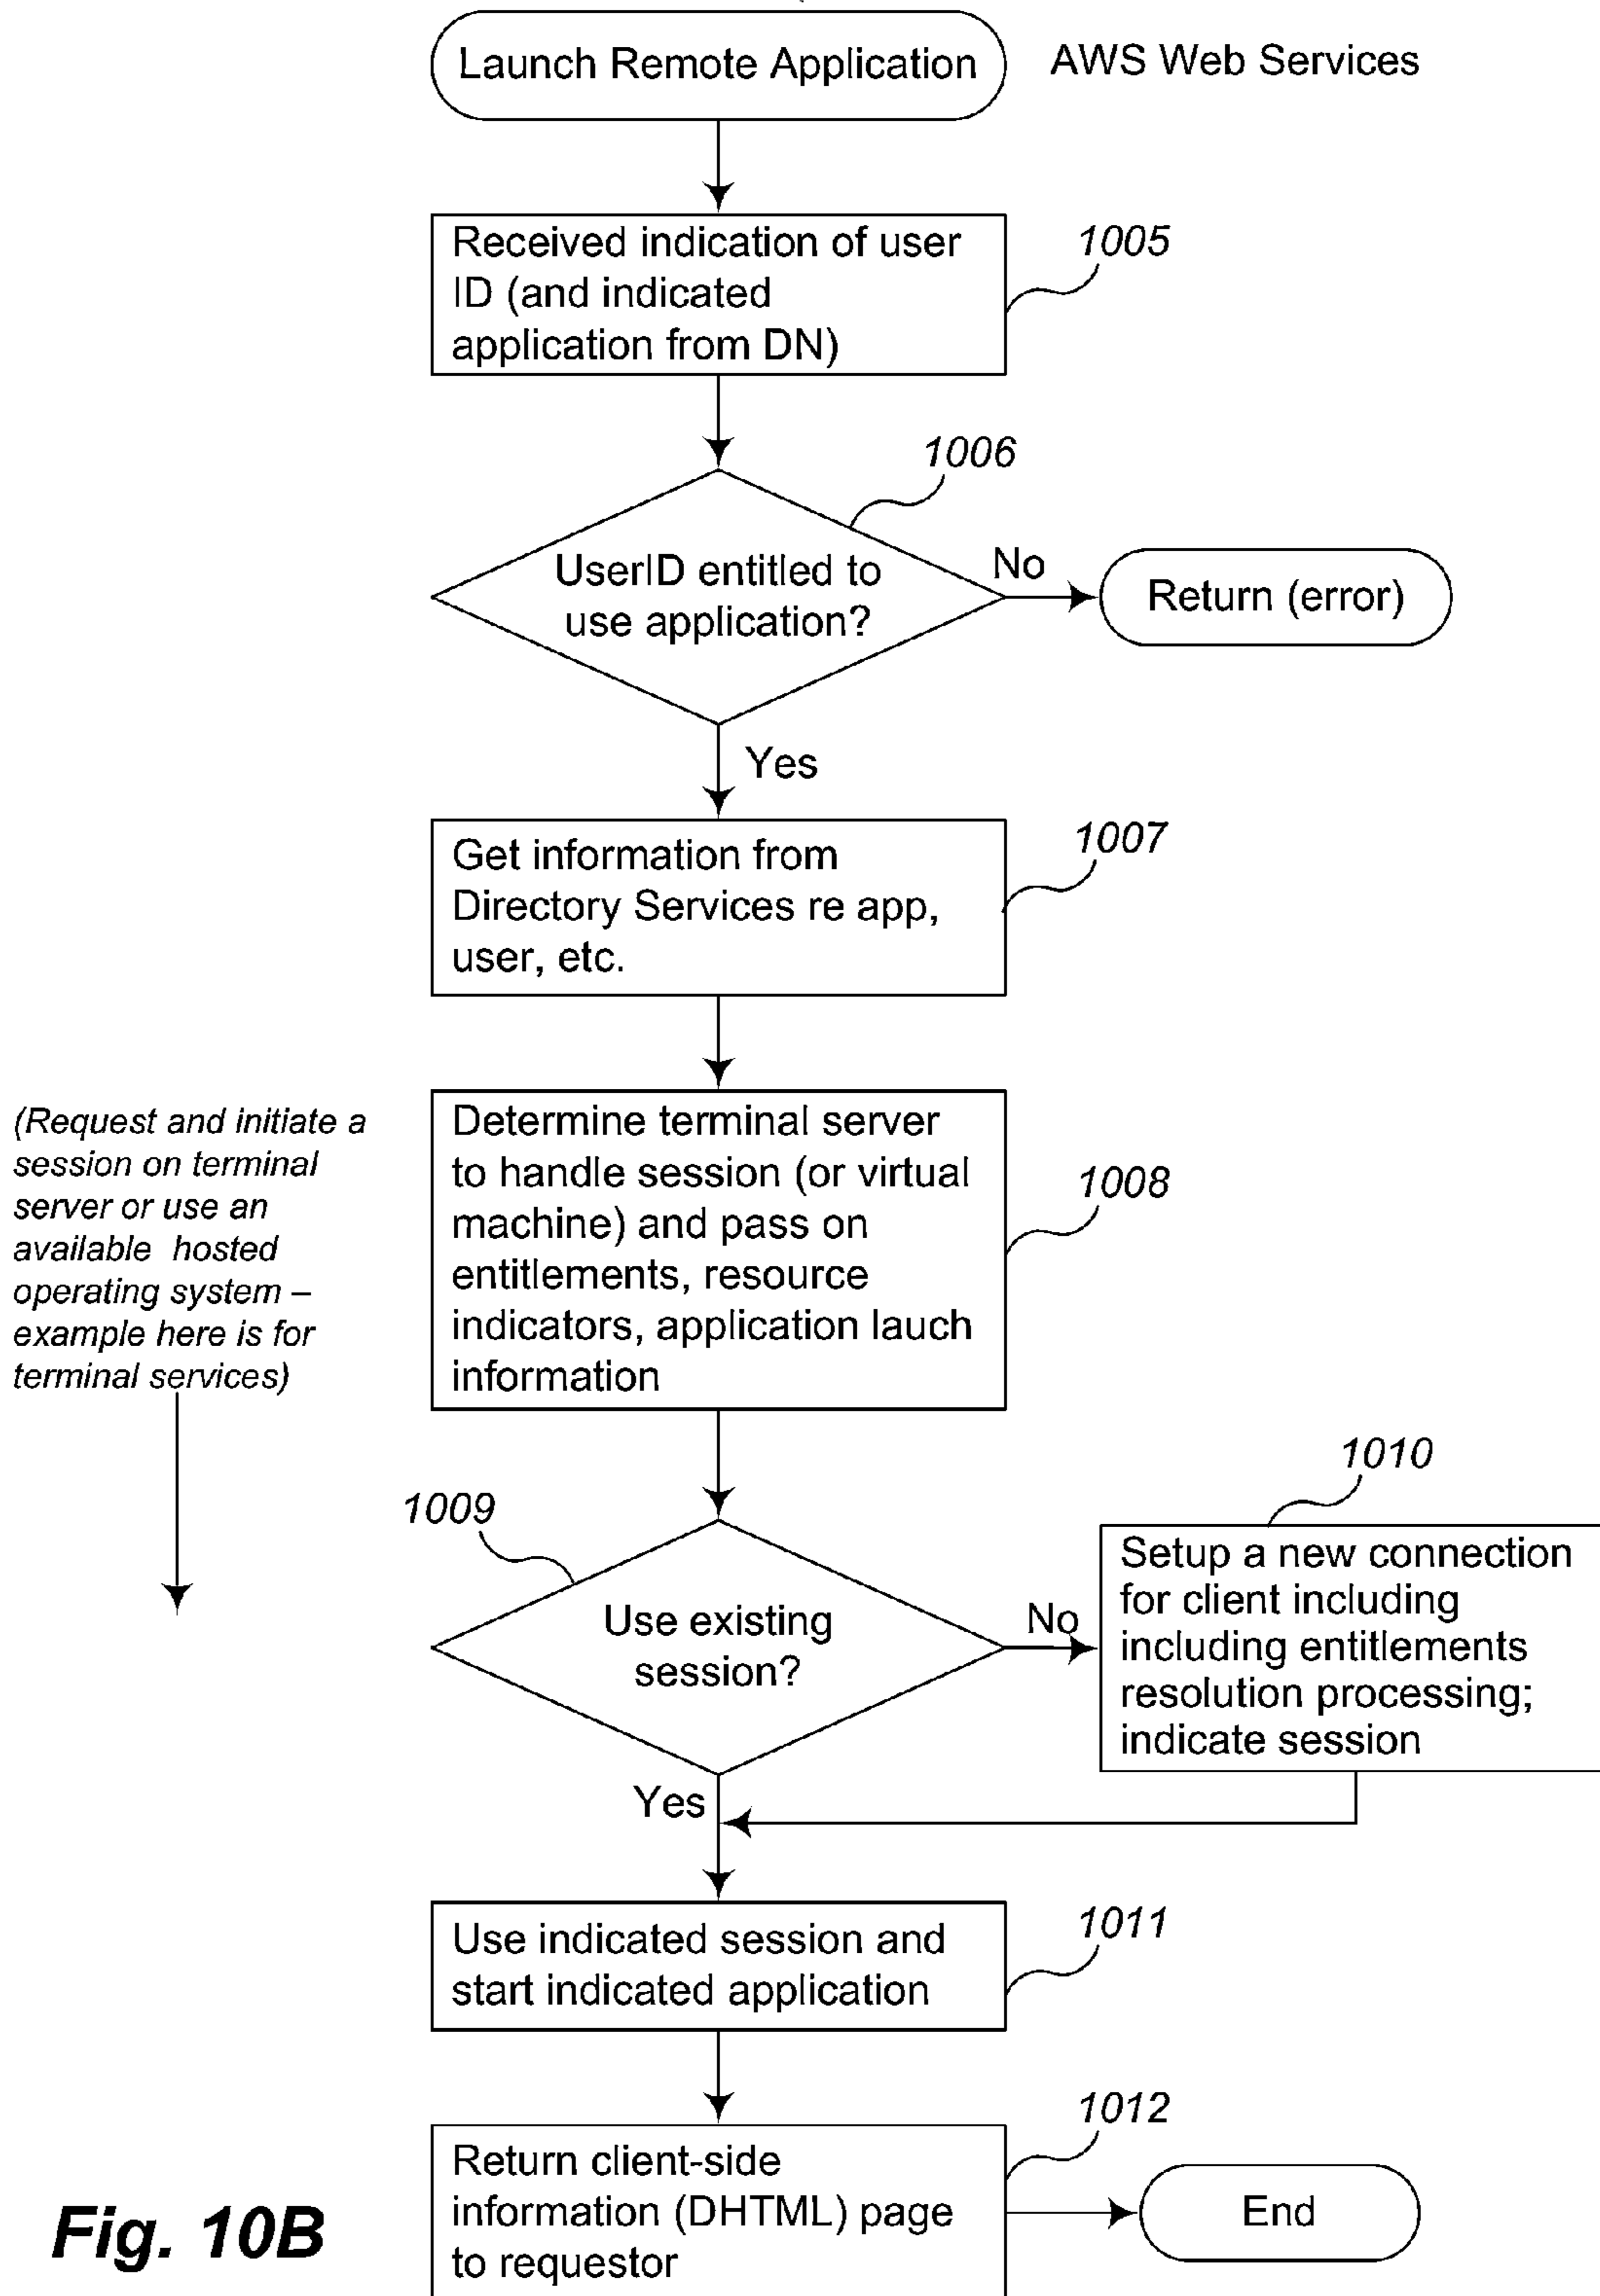 Launch Remote Application
AWS Web Services
Received indication of user
ID (and indicated
application from DN)
1005
1006
UserID entitled to
use application?
No
Return (error)
Yes
Get information from
Directory Services re app,
user, etc.
1007
(Request and initiate a
session on terminal
server or use an
available hosted
operating system –
example here is for
terminal services)
Determine terminal server
to handle session (or virtual
machine) and pass on
entitlements, resource
indicators, application lauch
information
1008
1009
Use existing
session?
No
1010
Setup a new connection
for client including
including entitlements
resolution processing;
indicate session
Yes
Use indicated session and
start indicated application
1011
Return client-side
information (DHTML) page
to requestor
1012
End
Fig. 10B